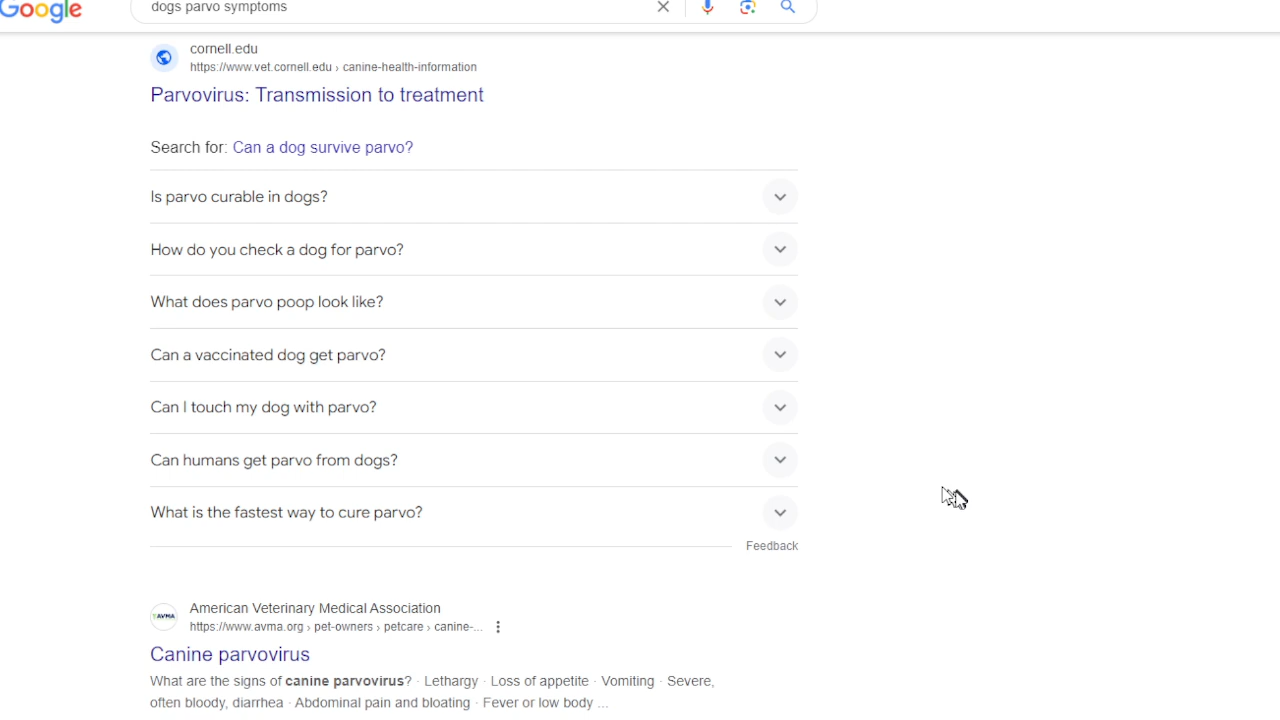 Google
dogs parvo symptoms
cornell.edu
https://www.vet.cornell.edu › canine-health-information
Parvovirus: Transmission to treatment
Search for: Can a dog survive parvo?
Is parvo curable in dogs?
How do you check a dog for parvo?
What does parvo poop look like?
Can a vaccinated dog get parvo?
Can I touch my dog with parvo?
Can humans get parvo from dogs?
What is the fastest way to cure parvo?
Feedback
AVMA
American Veterinary Medical Association
https://www.avma.org › pet-owners › petcare › canine-...
Canine parvovirus
What are the signs of canine parvovirus? · Lethargy · Loss of appetite · Vomiting · Severe,
often bloody, diarrhea · Abdominal pain and bloating · Fever or low body ...